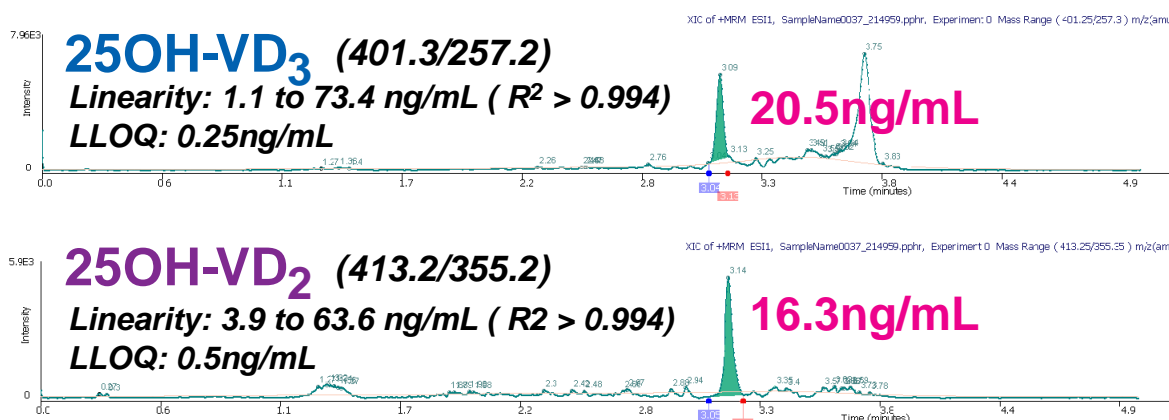 XIC of +MRM ESI1, SampleName0037_214959.pphr, Experiment 0 Mass Range (401.25/257.3) m/z(amu
7.96E3
25OH-VD3 (401.3/257.2)
Linearity: 1.1 to 73.4 ng/mL ( R2 > 0.994)
LLOQ: 0.25ng/mL
20.5ng/mL
Intensity
0
3.75
3.09
3.13
3.25
2.26
2.76
3.83
0.0 0.6 1.1 1.7 2.2 2.8 3.3 3.8 4.4 4.9
Time (minutes)
3.04
3.13
XIC of +MRM ESI1, SampleName0037_214959.pphr, Experiment 0 Mass Range (413.25/355.35) m/z(amu
5.9E3
25OH-VD2 (413.2/355.2)
Linearity: 3.9 to 63.6 ng/mL ( R2 > 0.994)
LLOQ: 0.5ng/mL
16.3ng/mL
Intensity
0
3.14
2.3
2.48
2.94
3.35
3.4
3.78
0.0 0.6 1.1 1.7 2.2 2.8 3.3 3.8 4.4 4.9
Time (minutes)
3.05